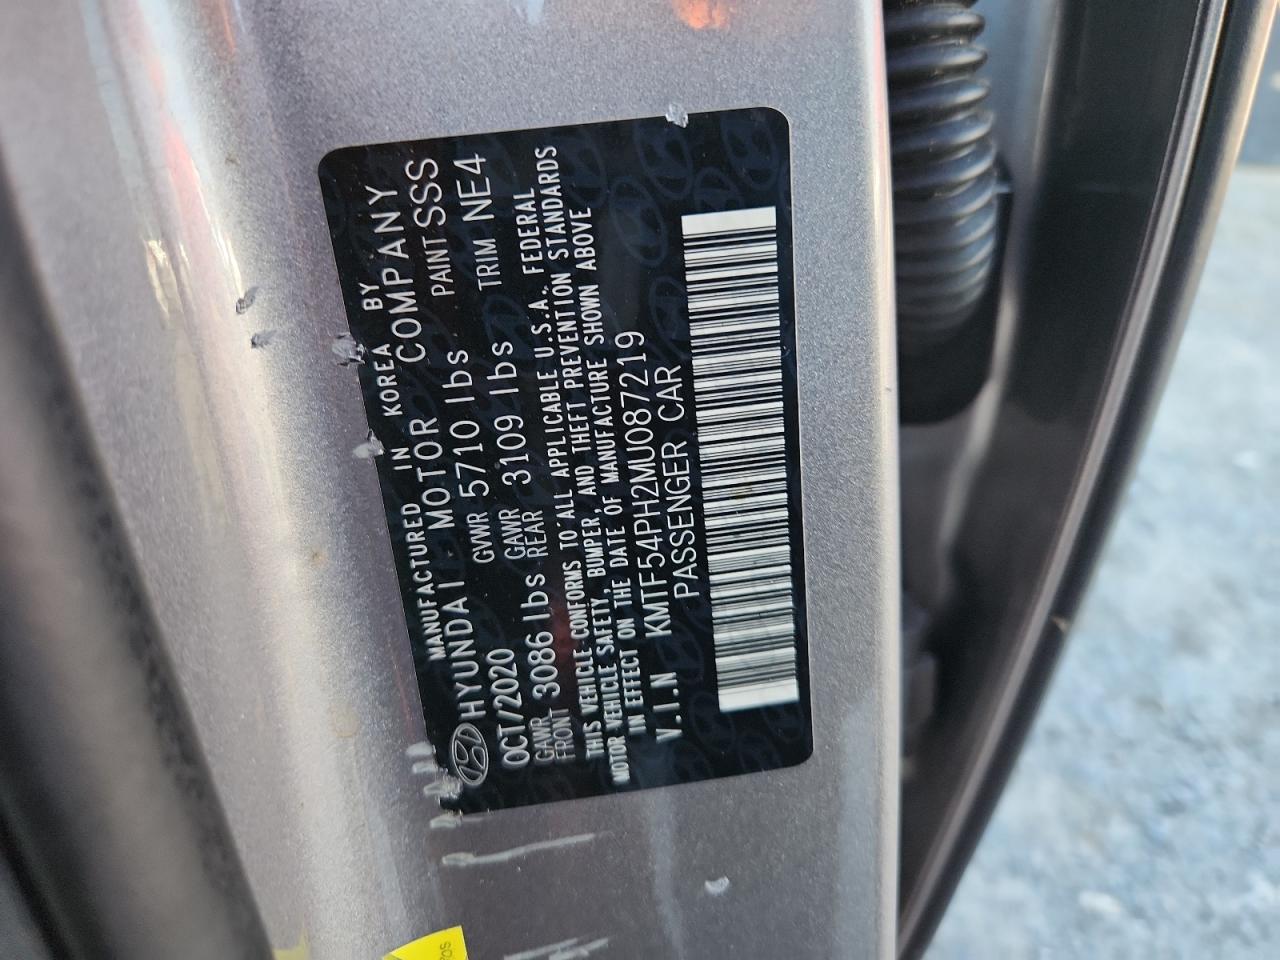 MANUFACTURED IN KOREA BY
HYUNDAI MOTOR COMPANY
OCT/2020 GVWR 5710 lbs PAINT SSS
GAWR FRONT 3086 lbs GAWR REAR 3109 lbs TRIM NE4
THIS VEHICLE CONFORMS TO ALL APPLICABLE U.S.A. FEDERAL
MOTOR VEHICLE SAFETY, BUMPER, AND THEFT PREVENTION STANDARDS
IN EFFECT ON THE DATE OF MANUFACTURE SHOWN ABOVE
V.I.N KMTF54PH2MU087219
PASSENGER CAR